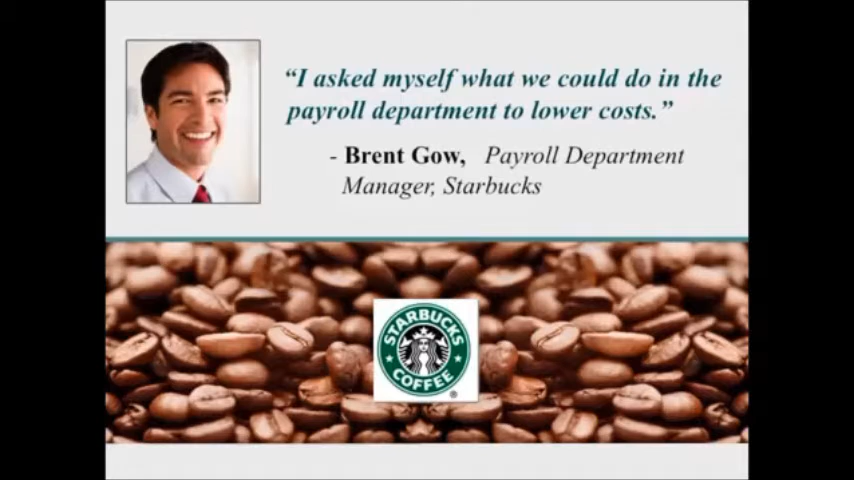 “I asked myself what we could do in the
payroll department to lower costs.”
- Brent Gow, Payroll Department
Manager, Starbucks
STARBUCKS
COFFEE
®